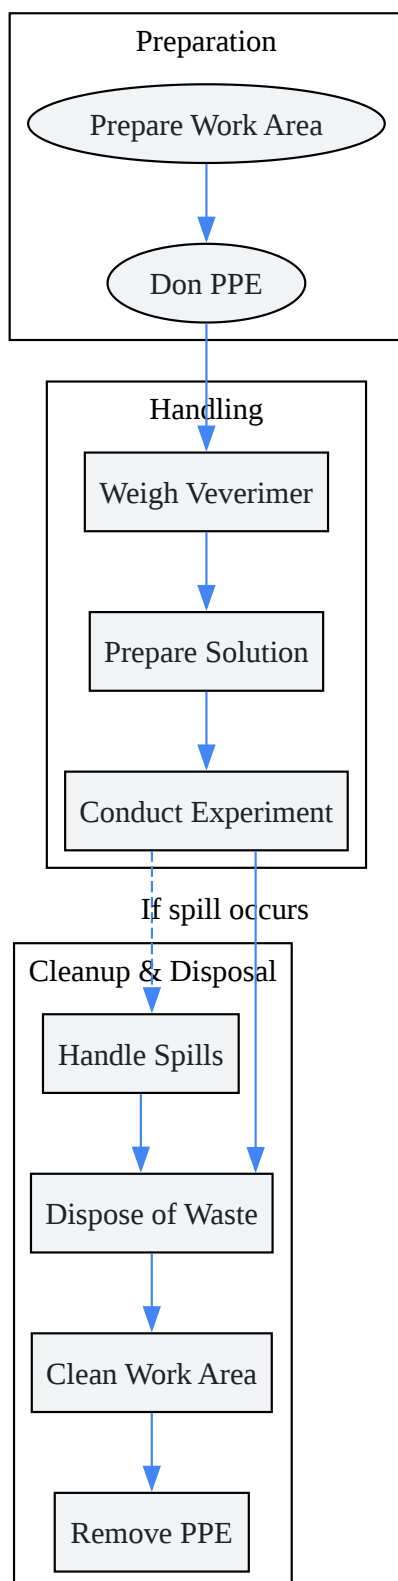 Preparation
Prepare Work Area
Don PPE
Handling
Weigh Veverimer
Prepare Solution
Conduct Experiment
If spill occurs
Cleanup & Disposal
Handle Spills
Dispose of Waste
Clean Work Area
Remove PPE